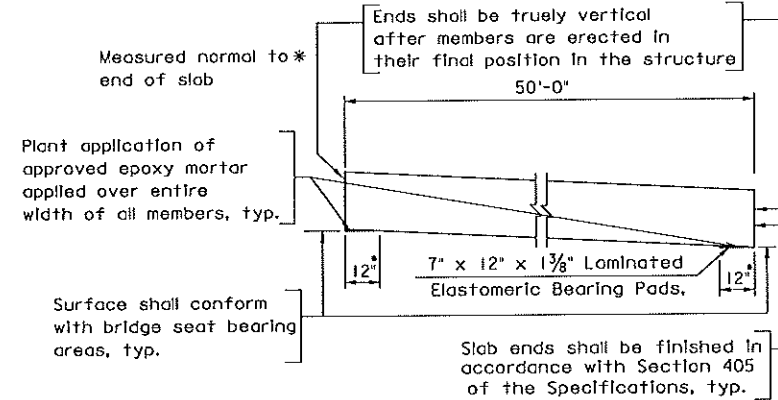 Ends shall be truely vertical
after members are erected in
their final position in the structure
Measured normal to *
end of slab
50'-0"
Plant application of
approved epoxy mortar
applied over entire
width of all members, typ.
12"*
7" x 12" x 1 3/8" Laminated
Elastomeric Bearing Pads.
12"*
Surface shall conform
with bridge seat bearing
areas, typ.
Slab ends shall be finished in
accordance with Section 405
of the Specifications, typ.